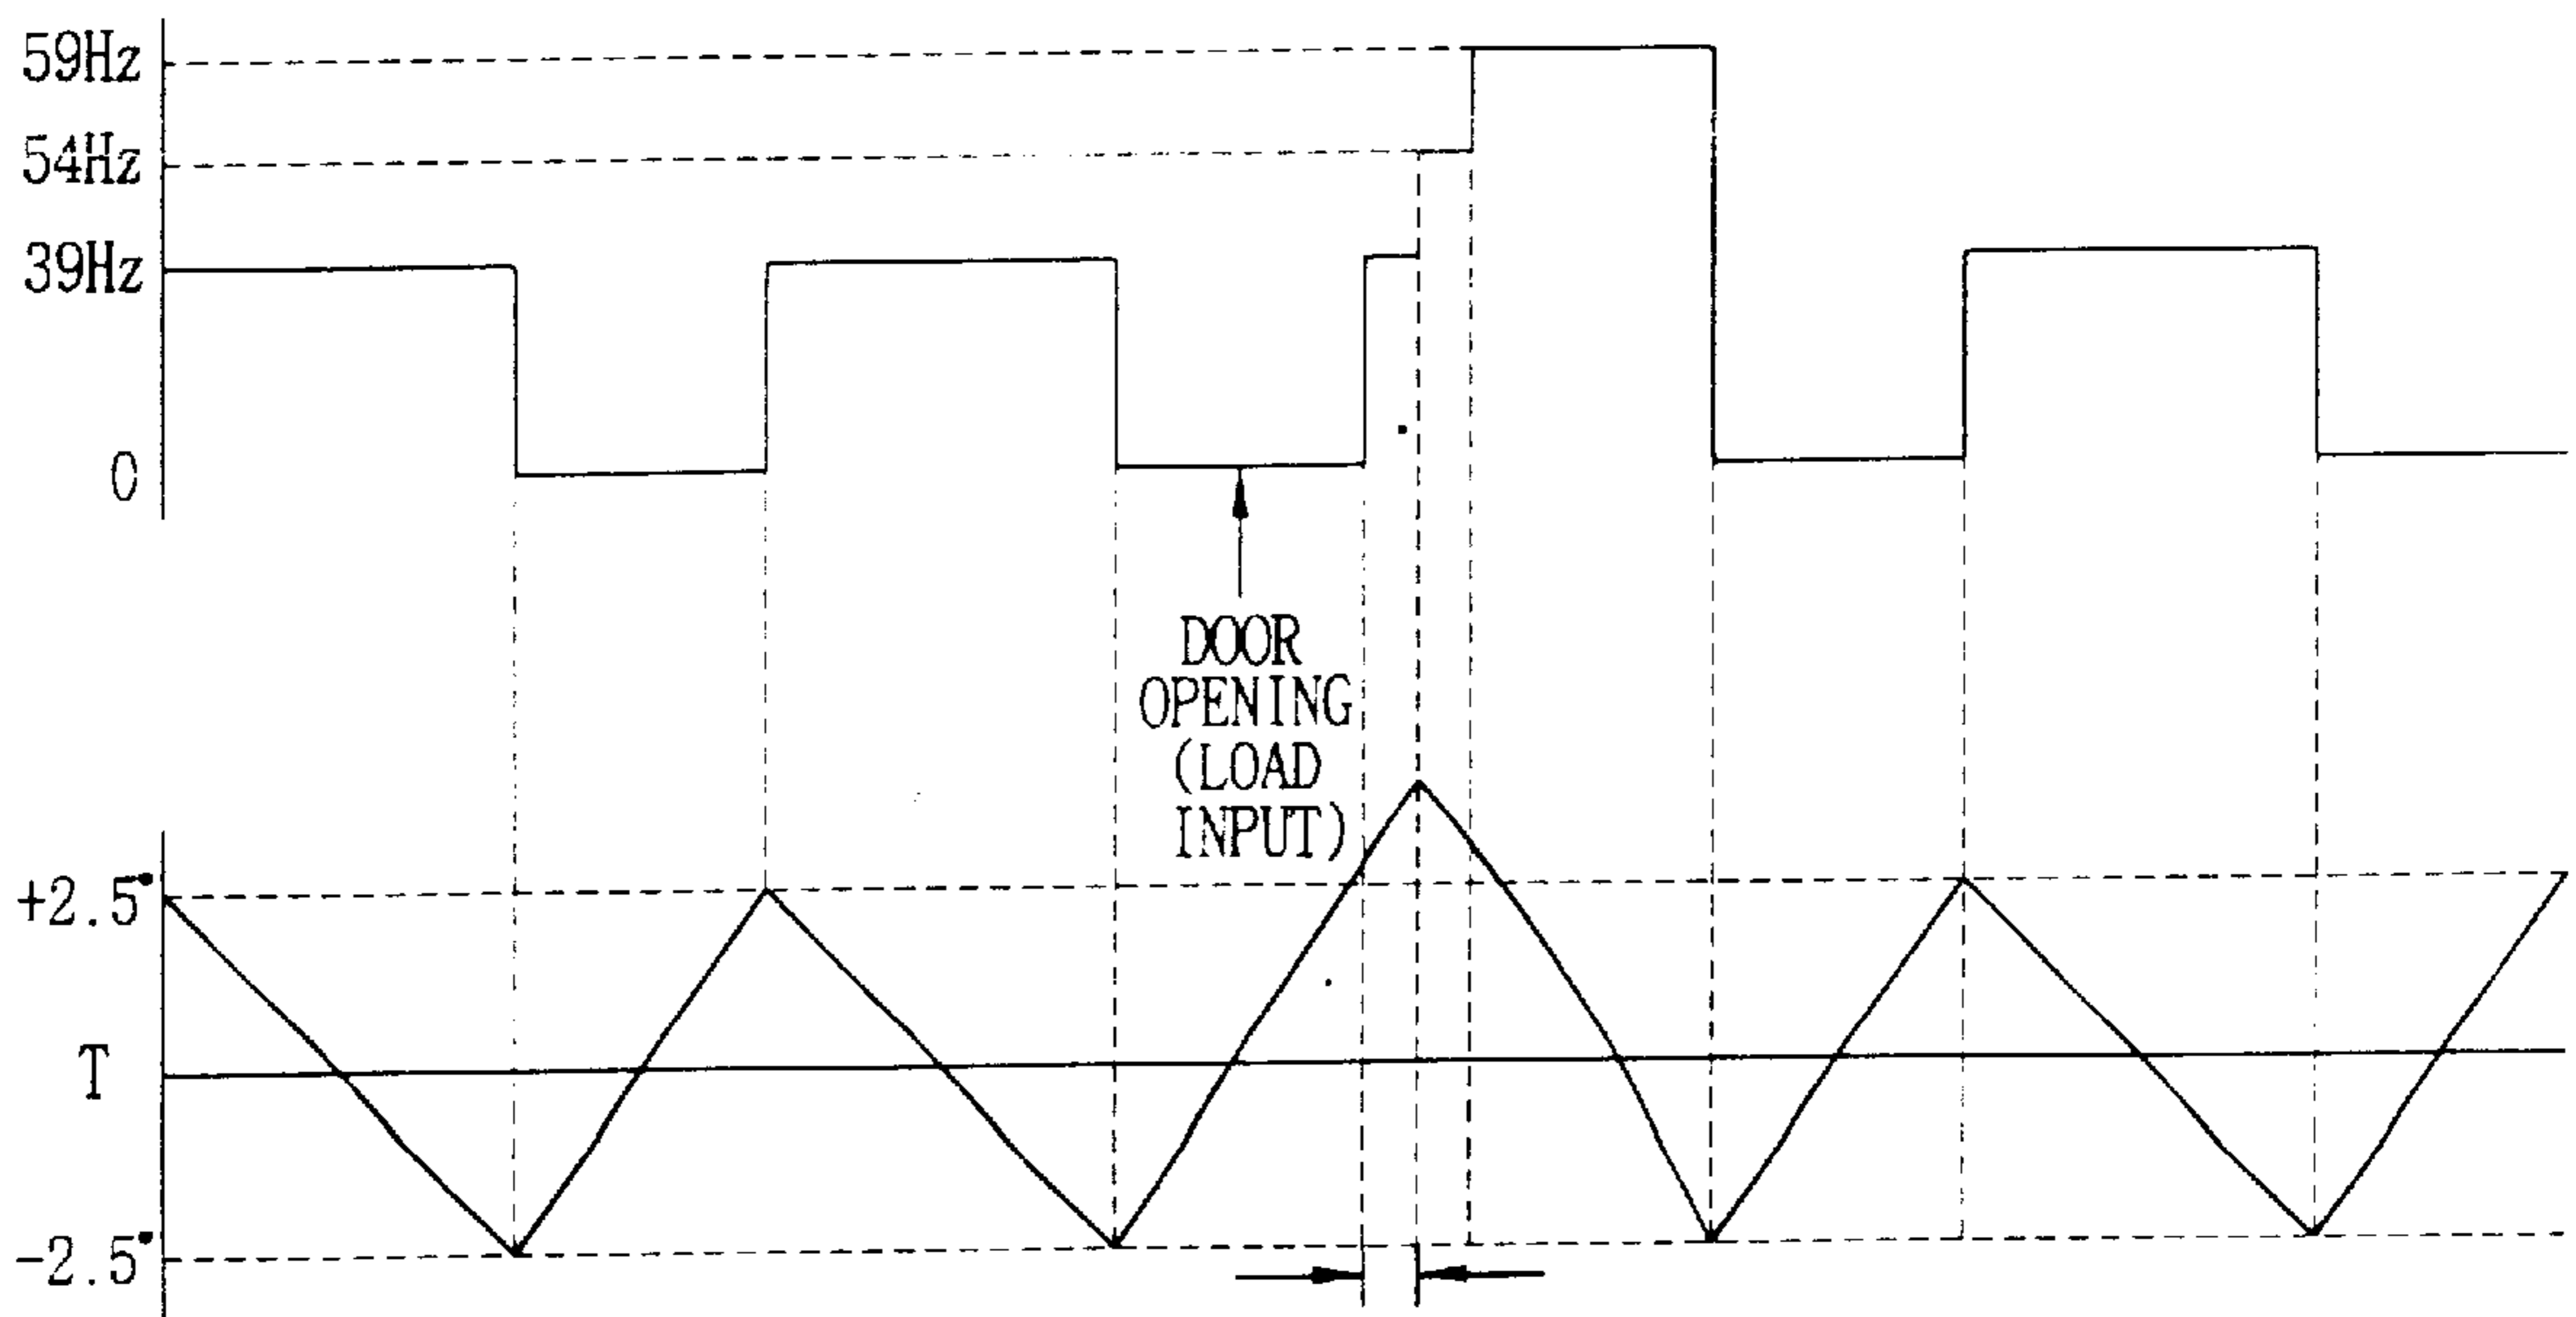 59Hz
54Hz
39Hz
0
DOOR
OPENING
(LOAD
INPUT)
+2.5°
T
-2.5°